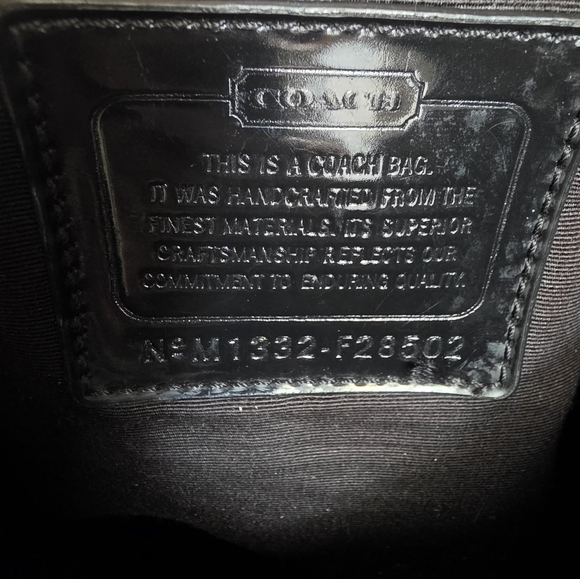 COACH
THIS IS A COACH BAG.
IT WAS HANDCRAFTED FROM THE
FINEST MATERIALS. ITS SUPERIOR
CRAFTSMANSHIP REFLECTS OUR
COMMITMENT TO ENDURING QUALITY.
Nº M1332-F28502